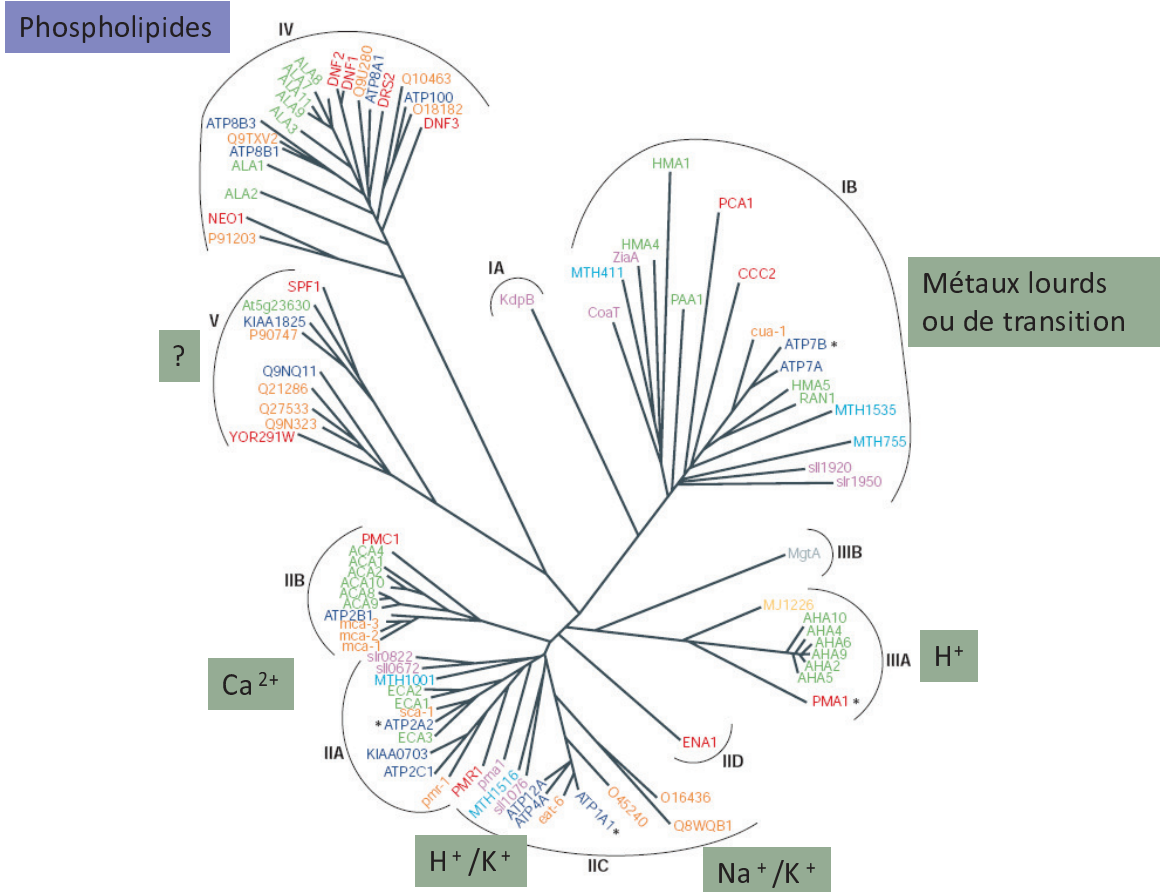 Phospholipides
IV
ALA8
ALA7
ALA11
ALA9
ALA3
DNF2
DNF1
Q9U280
ATP8A1
DRS2
Q10463
ATP100
O18182
DNF3
ATP8B3
Q9TXV2
ATP8B1
ALA1
ALA2
NEO1
P91203
V
?
SPF1
At5g23630
KIAA1825
P90747
Q9NQ11
Q21286
Q27533
Q9N323
YOR291W
IA
KdpB
IB
HMA1
PCA1
HMA4
ZiaA
MTH411
CoaT
PAA1
CCC2
cua-1
ATP7B *
ATP7A
HMA5
RAN1
MTH1535
MTH755
sll1920
slr1950
Métaux lourds
ou de transition
IIB
PMC1
ACA4
ACA1
ACA2
ACA10
ACA8
ACA9
ATP2B1
mca-3
mca-2
mca-1
Ca 2+
IIA
slr0822
sll0672
MTH1001
ECA2
ECA1
sca-1
* ATP2A2
ECA3
KIAA0703
ATP2C1
pmr-1
PMR1
pma1
MTH1516
sll1076
ATP12A
ATP4A
eat-6
ATP1A1 *
O45240
O16436
Q8WQB1
IIC
H + /K +
Na + /K +
ENA1
IID
MgtA
IIIB
MJ1226
AHA10
AHA4
AHA6
AHA9
AHA2
AHA5
PMA1 *
IIIA
H +